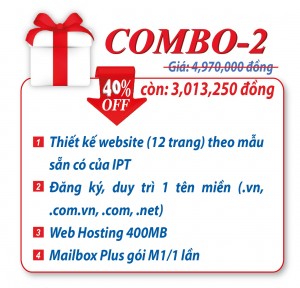 COMBO-2
Giá: 4,970,000 đồng
40%
OFF
còn: 3,013,250 đồng
1 Thiết kế website (12 trang) theo mẫu
sẵn có của IPT
2 Đăng ký, duy trì 1 tên miền (.vn,
.com.vn, .com, .net)
3 Web Hosting 400MB
4 Mailbox Plus gói M1/1 lần